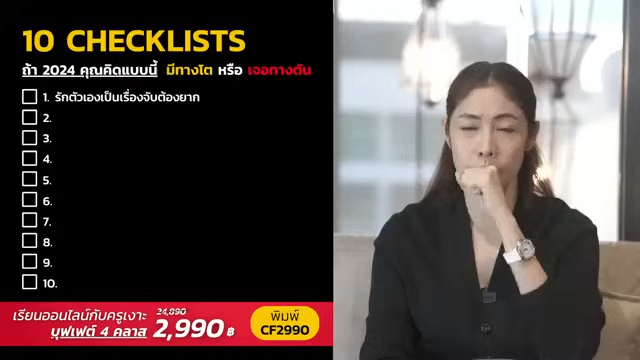 10 CHECKLISTS
ถ้า 2024 คุณคิดแบบนี้ มีทางโต หรือ เจอทางตัน
1. รักตัวเองเป็นเรื่องจับต้องยาก
2.
3.
4.
5.
6.
7.
8.
9.
10.
เรียนออนไลน์กับครูเงาะ 24,890
บุฟเฟต์ 4 คลาส 2,990 ฿
พิมพ์
CF2990